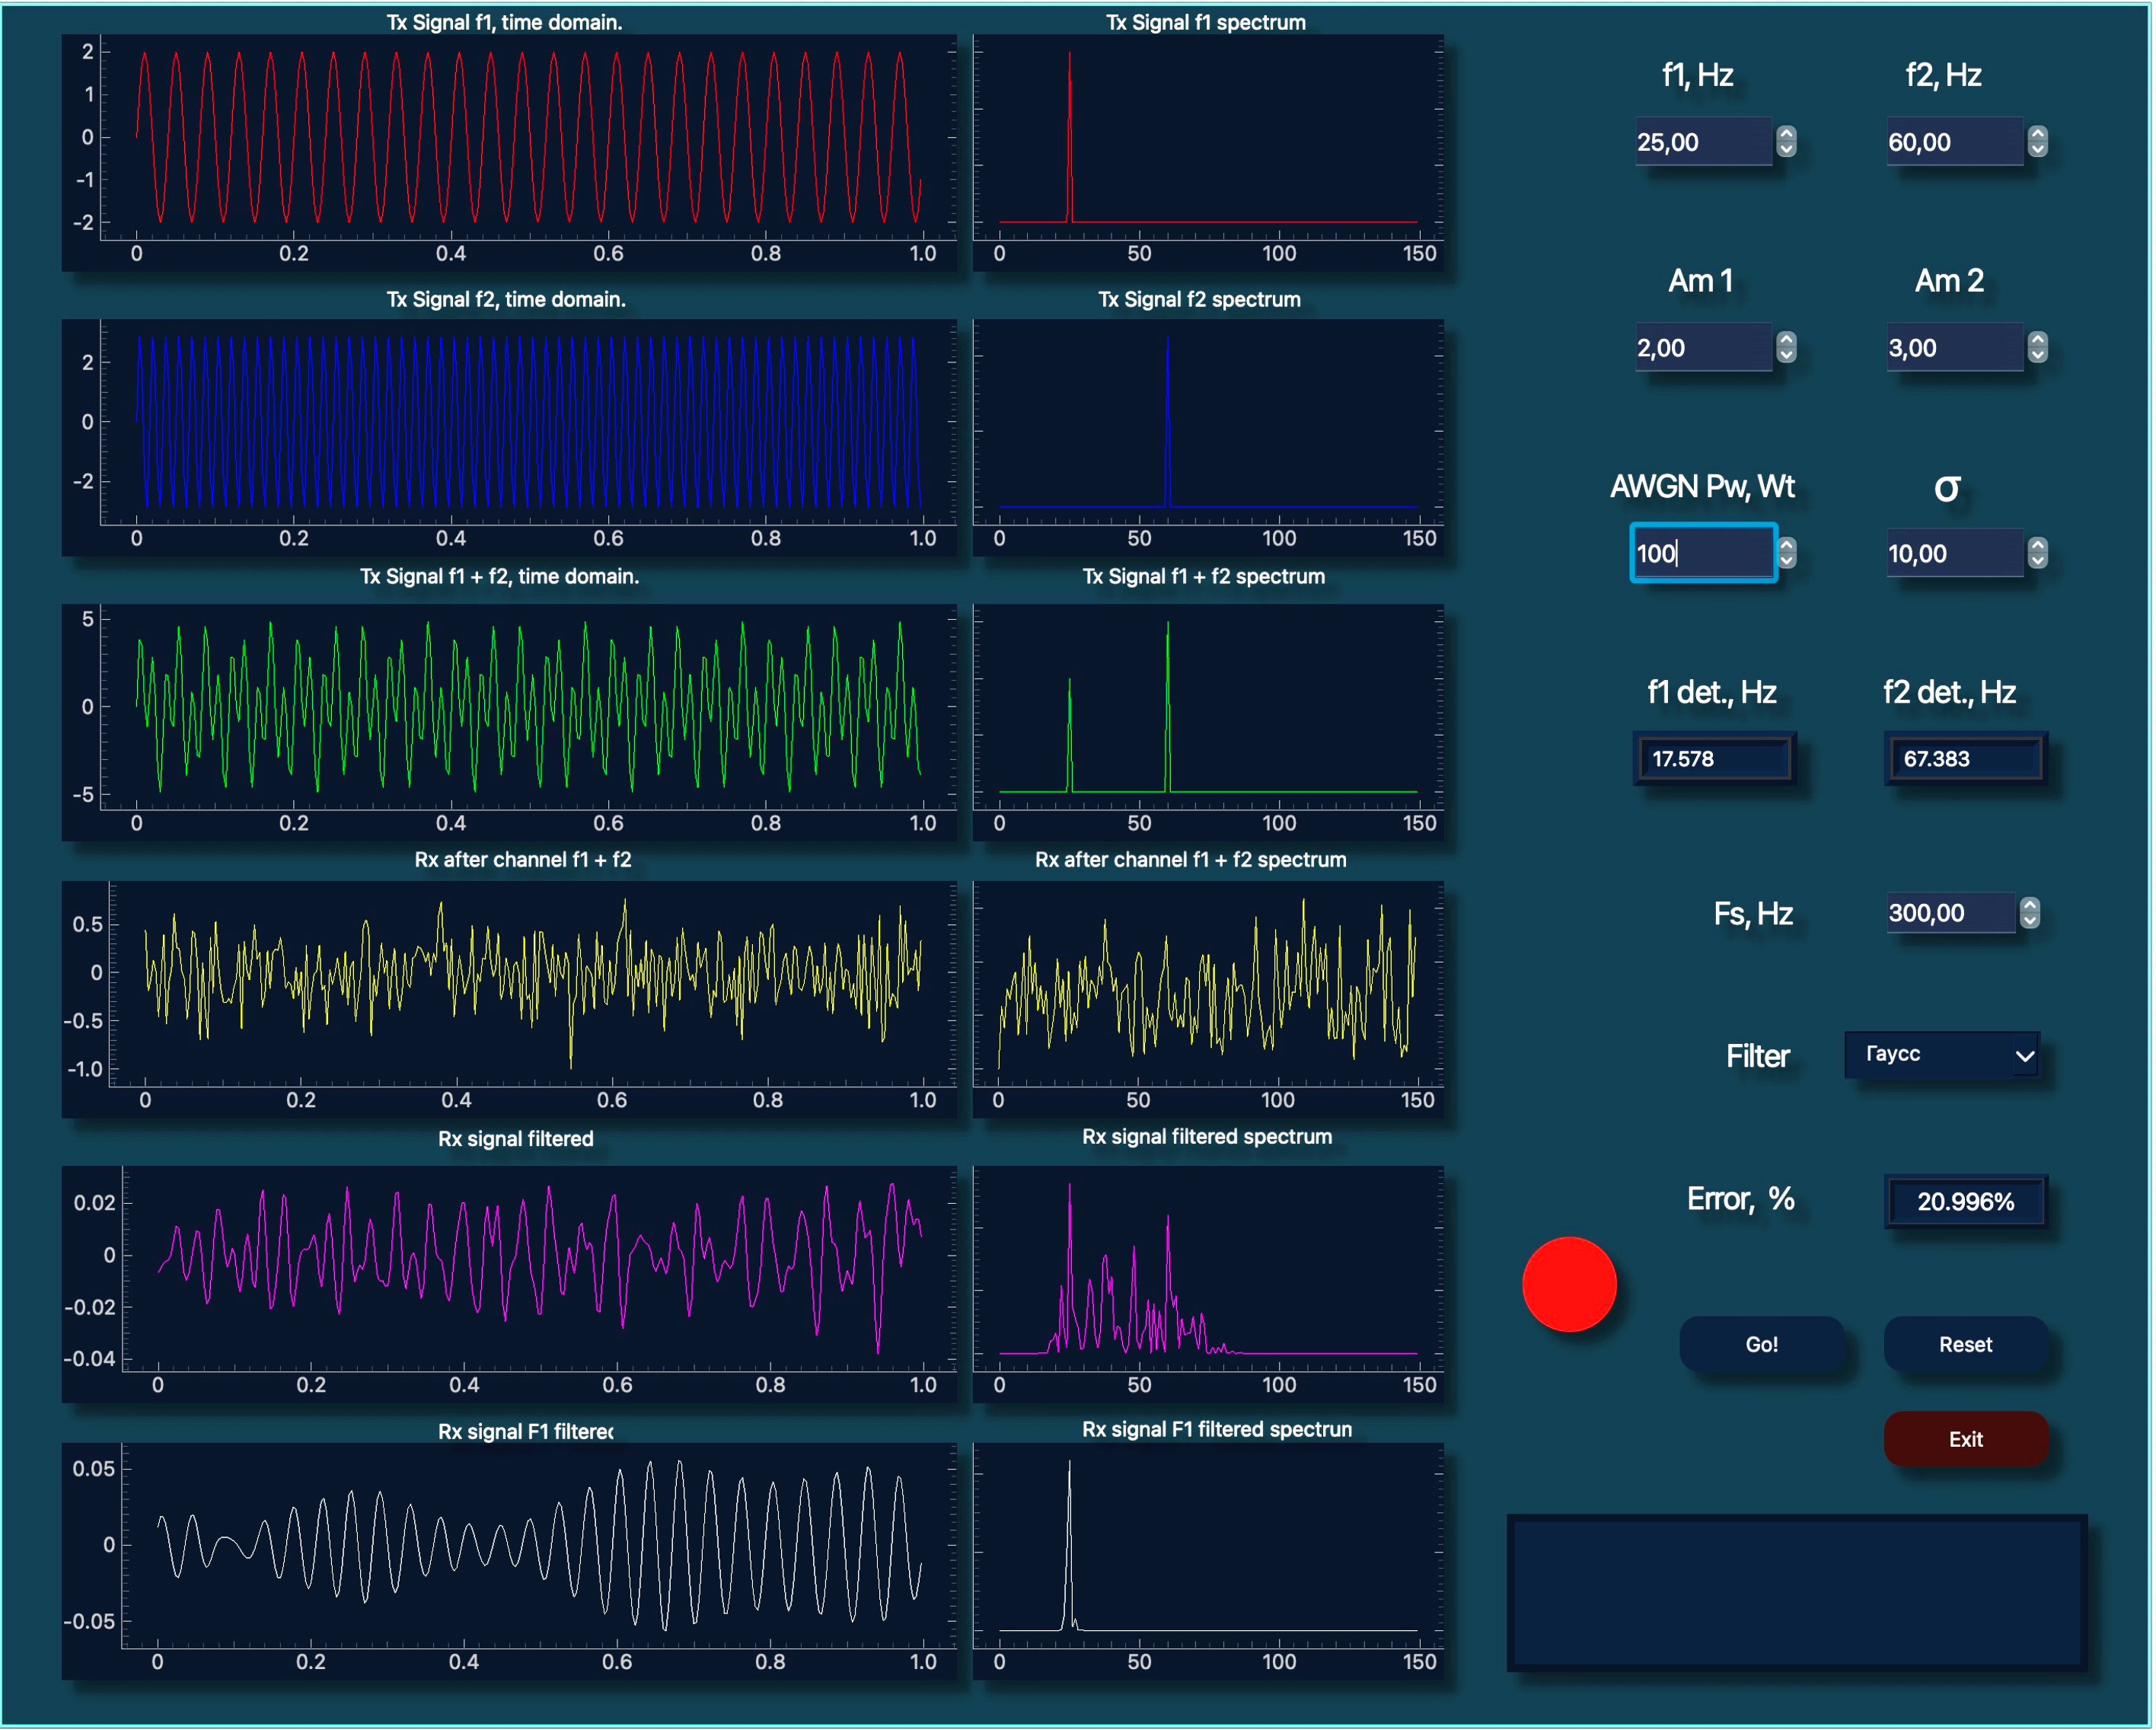 Tx Signal f1, time domain.
Tx Signal f1 spectrum
2
1
0
-1
-2
0 0.2 0.4 0.6 0.8 1.0
0 50 100 150
Tx Signal f2, time domain.
Tx Signal f2 spectrum
2
0
-2
0 0.2 0.4 0.6 0.8 1.0
0 50 100 150
Tx Signal f1 + f2, time domain.
Tx Signal f1 + f2 spectrum
5
0
-5
0 0.2 0.4 0.6 0.8 1.0
0 50 100 150
Rx after channel f1 + f2
Rx after channel f1 + f2 spectrum
0.5
0
-0.5
-1.0
0 0.2 0.4 0.6 0.8 1.0
0 50 100 150
Rx signal filtered
Rx signal filtered spectrum
0.02
0
-0.02
-0.04
0 0.2 0.4 0.6 0.8 1.0
0 50 100 150
Rx signal F1 filterec
Rx signal F1 filtered spectrun
0.05
0
-0.05
0 0.2 0.4 0.6 0.8 1.0
0 50 100 150
f1, Hz f2, Hz
25,00 60,00
Am 1 Am 2
2,00 3,00
AWGN Pw, Wt σ
100 10,00
f1 det., Hz f2 det., Hz
17.578 67.383
Fs, Hz 300,00
Filter Гаусс
Error, % 20.996%
Go! Reset
Exit